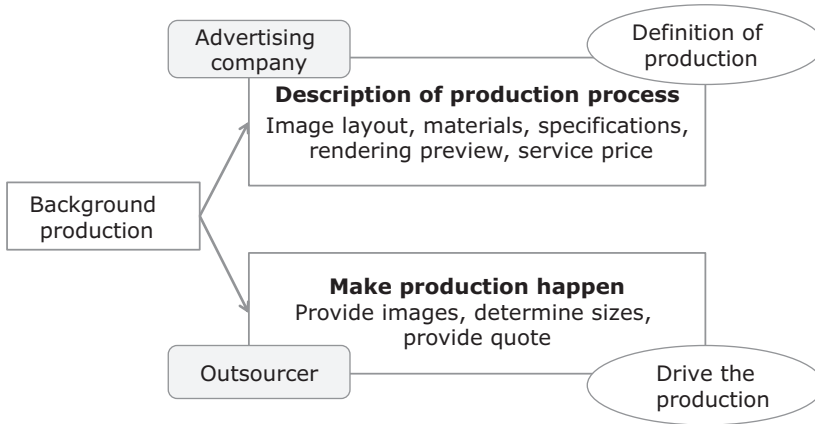 Advertising
company
Definition of
production
Description of production process
Image layout, materials, specifications,
rendering preview, service price
Background
production
Make production happen
Provide images, determine sizes,
provide quote
Outsourcer
Drive the
production